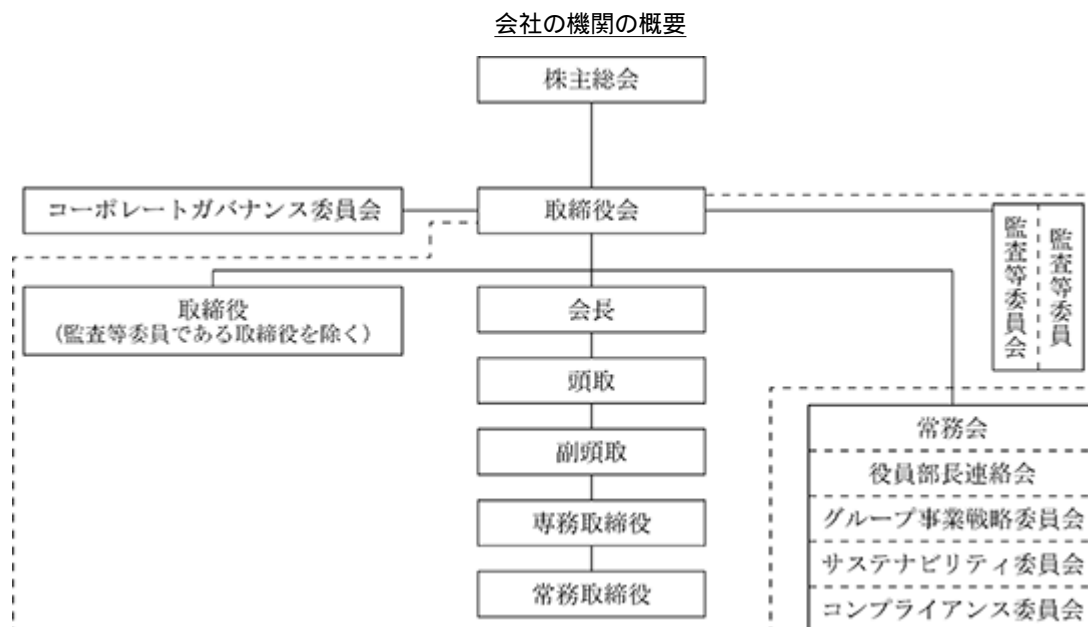 会社の機関の概要
株主総会
コーポレートガバナンス委員会
取締役会
監査等委員会
監査等委員
取締役
(監査等委員である取締役を除く)
会長
頭取
副頭取
専務取締役
常務取締役
常務会
役員部長連絡会
グループ事業戦略委員会
サステナビリティ委員会
コンプライアンス委員会